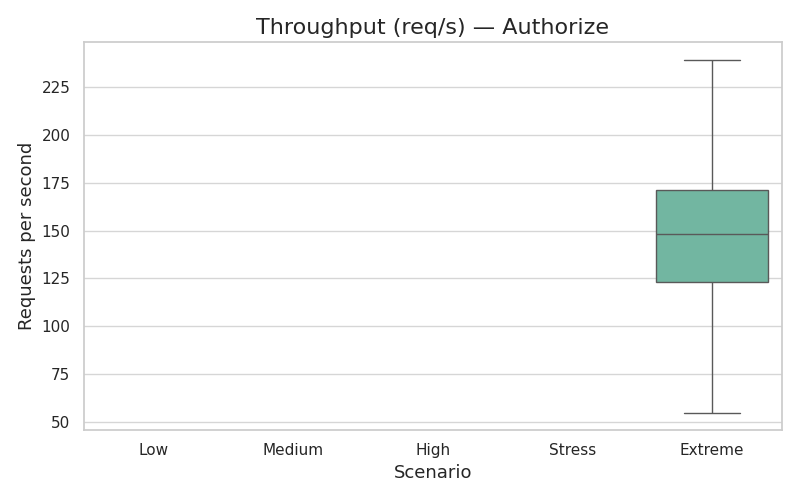 Throughput (req/s) — Authorize
Requests per second
225
200
175
150
125
100
75
50
Low Medium High Stress Extreme
Scenario